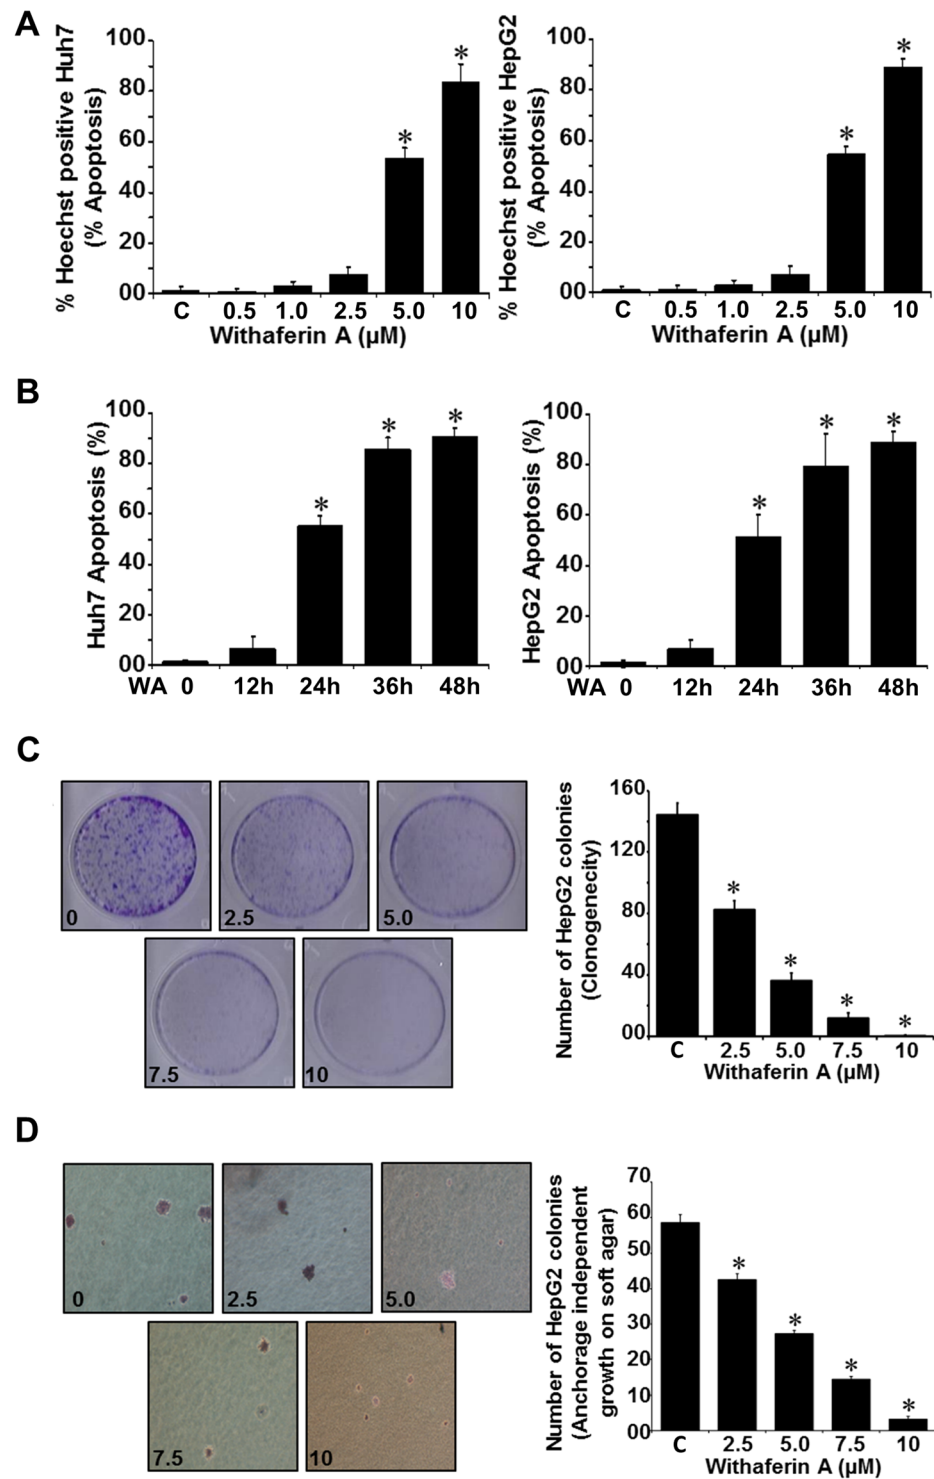 A
% Hoechst positive Huh7
(% Apoptosis)
100
80
60
40
20
00
*
*
C 0.5 1.0 2.5 5.0 10
Withaferin A (µM)
% Hoechst positive HepG2
(% Apoptosis)
100
80
60
40
20
00
*
*
C 0.5 1.0 2.5 5.0 10
Withaferin A (µM)
B
Huh7 Apoptosis (%)
100
80
60
40
20
00
*
*
*
WA 0 12h 24h 36h 48h
HepG2 Apoptosis (%)
100
80
60
40
20
00
*
*
*
WA 0 12h 24h 36h 48h
C
0
2.5
5.0
7.5
10
Number of HepG2 colonies
(Clonogenecity)
160
120
80
40
00
*
*
*
*
C 2.5 5.0 7.5 10
Withaferin A (µM)
D
0
2.5
5.0
7.5
10
Number of HepG2 colonies
(Anchorage independent
growth on soft agar)
70
60
50
40
30
20
10
00
*
*
*
*
C 2.5 5.0 7.5 10
Withaferin A (µM)